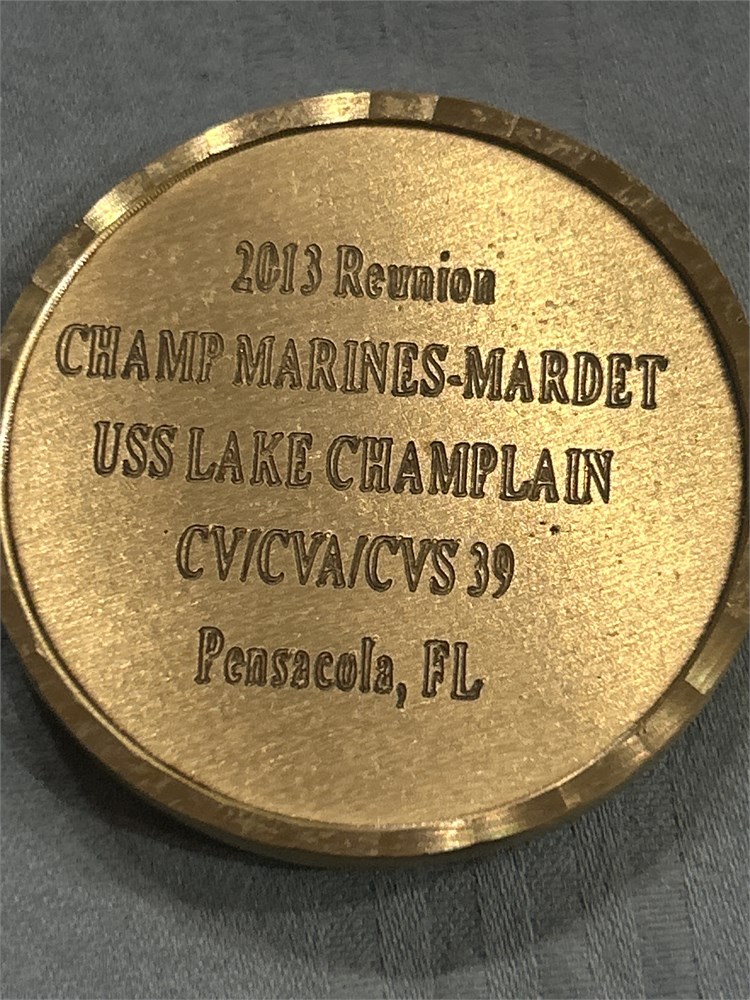 2013 Reunion
CHAMP MARINES-MARDET
USS LAKE CHAMPLAIN
CV/CVA/CVS 39
Pensacola, FL